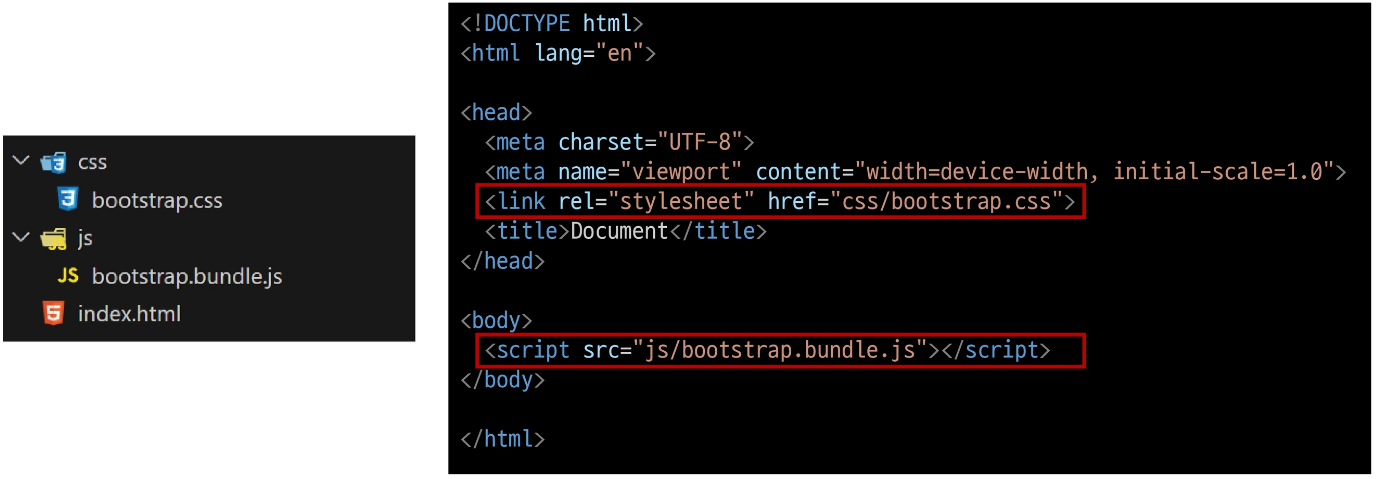 css
bootstrap.css
js
JS bootstrap.bundle.js
index.html
<!DOCTYPE html>
<html lang="en">
<head>
<meta charset="UTF-8">
<meta name="viewport" content="width=device-width, initial-scale=1.0">
<link rel="stylesheet" href="css/bootstrap.css">
<title>Document</title>
</head>
<body>
<script src="js/bootstrap.bundle.js"></script>
</body>
</html>